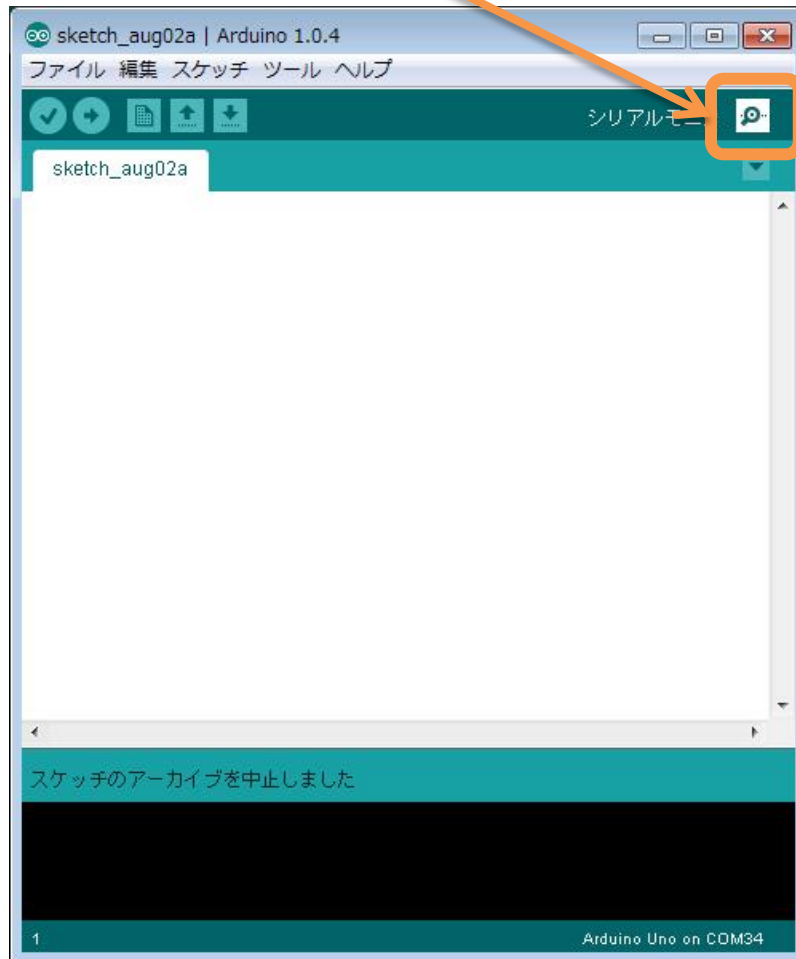 sketch_aug02a | Arduino 1.0.4
ファイル 編集 スケッチ ツール ヘルプ
シリアルモニ
sketch_aug02a
スケッチのアーカイブを中止しました
1
Arduino Uno on COM34